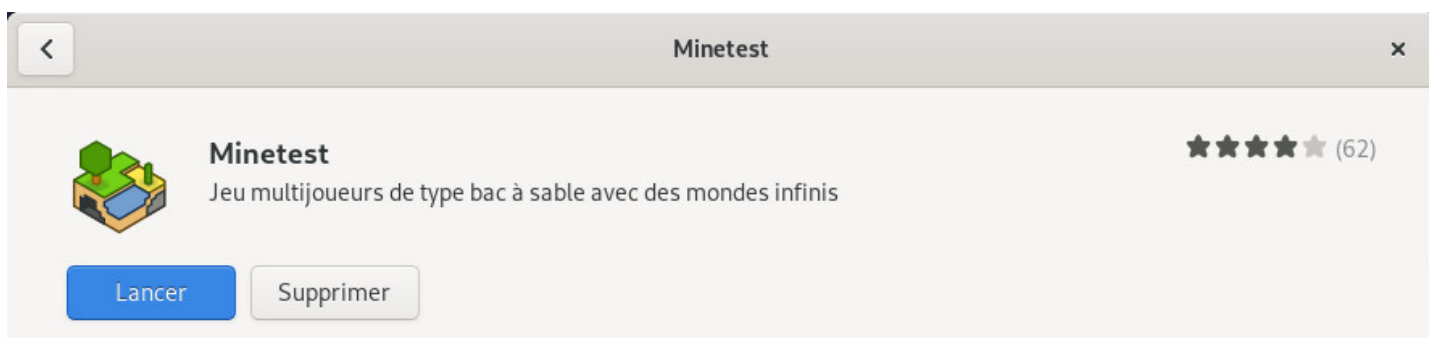 Minetest
Minetest
(62)
Jeu multijoueurs de type bac à sable avec des mondes infinis
Lancer
Supprimer